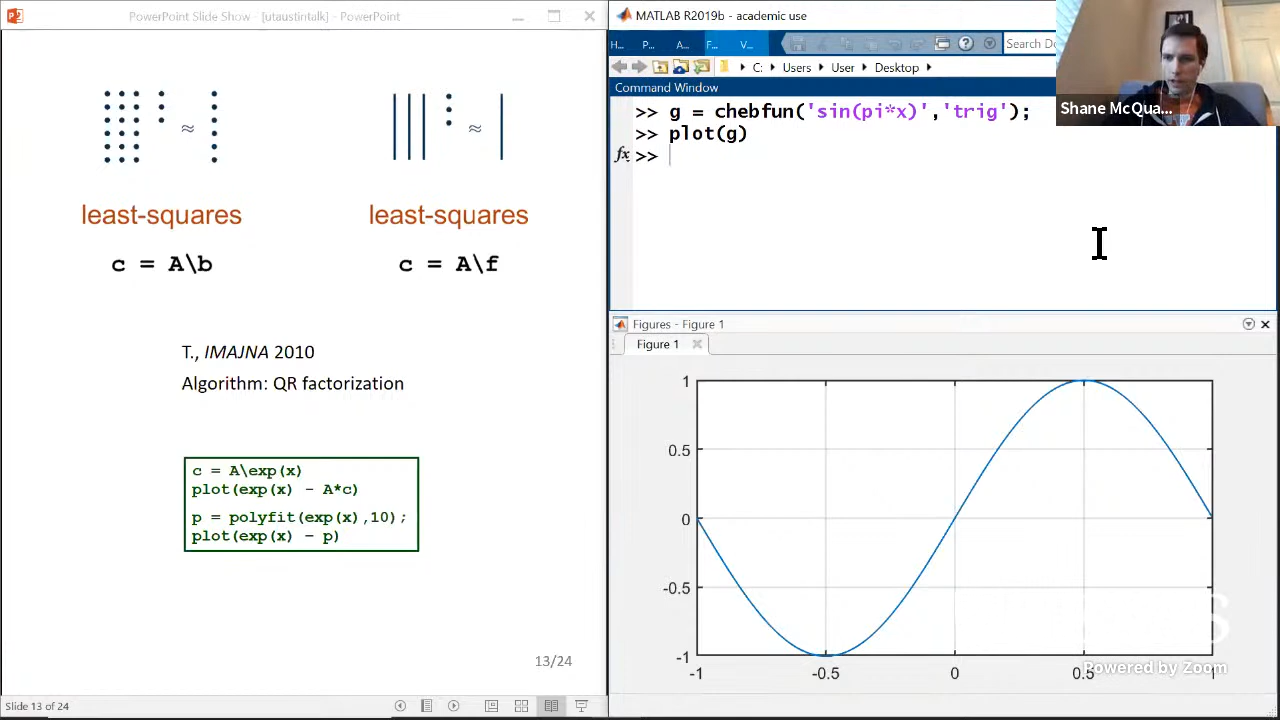 PowerPoint Slide Show - [utaustintalk] - PowerPoint
≈
≈
least-squares
least-squares
c = A\b
c = A\f
T., IMAJNA 2010
Algorithm: QR factorization
c = A\exp(x)
plot(exp(x) - A*c)
p = polyfit(exp(x),10);
plot(exp(x) - p)
13/24
Slide 13 of 24
MATLAB R2019b - academic use
H... P... A... F... V...
Search Do
C: Users User Desktop
Command Window
>> g = chebfun('sin(pi*x)','trig');
>> plot(g)
fx >>
Shane McQua...
Figures - Figure 1
Figure 1
1
0.5
0
-0.5
-1
-1 -0.5 0 0.5 1
Powered by Zoom